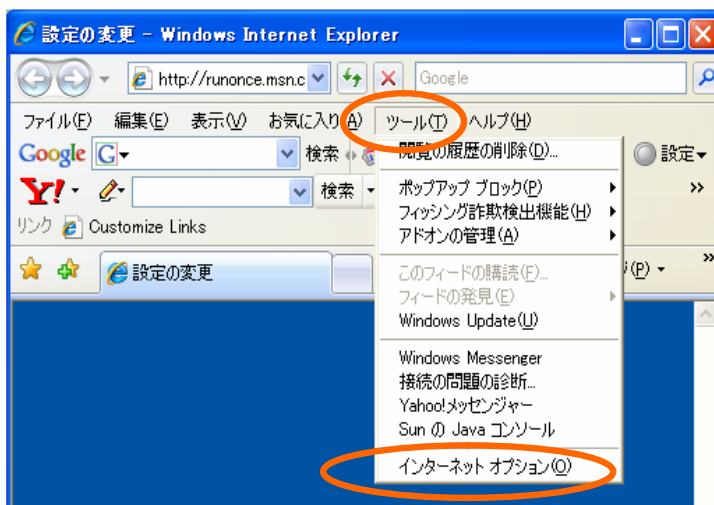 設定の変更 - Windows Internet Explorer
http://runonce.msn.c Google
ファイル(F) 編集(E) 表示(V) お気に入り(A) ツール(T) ヘルプ(H)
Google G 検索 設定
Y! 検索 »
リンク Customize Links
設定の変更 (P) »
閲覧の履歴の削除(D)...
ポップアップ ブロック(P)
フィッシング詐欺検出機能(H)
アドオンの管理(A)
このフィードの購読(F)...
フィードの発見(E)
Windows Update(U)
Windows Messenger
接続の問題の診断...
Yahoo!メッセンジャー
Sun の Java コンソール
インターネット オプション(O)